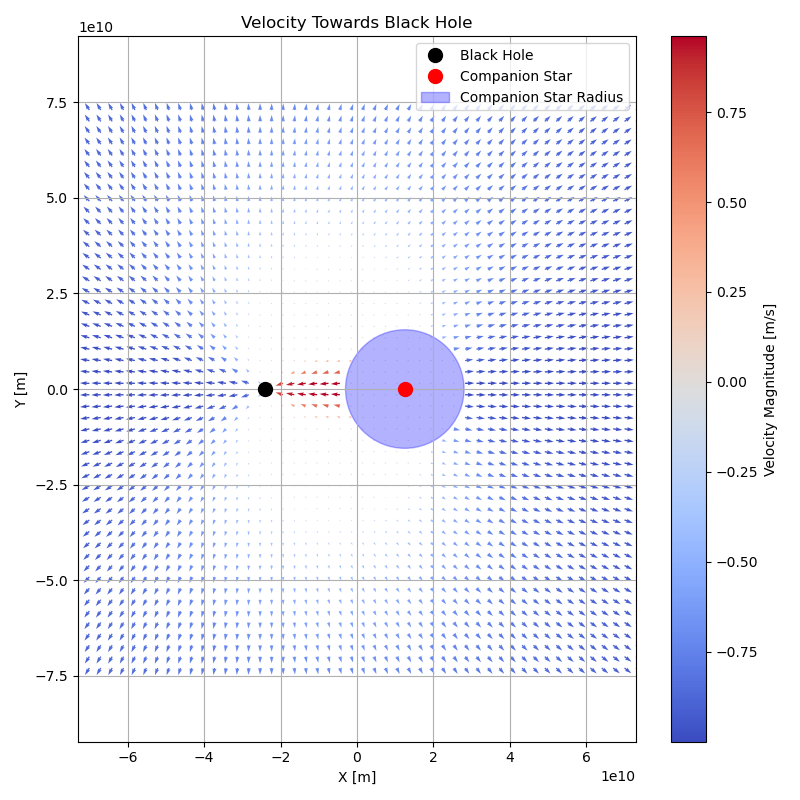 Velocity Towards Black Hole
1e10
Black Hole
Companion Star
Companion Star Radius
7.5
5.0
2.5
0.0
−2.5
−5.0
−7.5
Y [m]
−6
−4
−2
0
2
4
6
1e10
X [m]
0.75
0.50
0.25
0.00
−0.25
−0.50
−0.75
Velocity Magnitude [m/s]